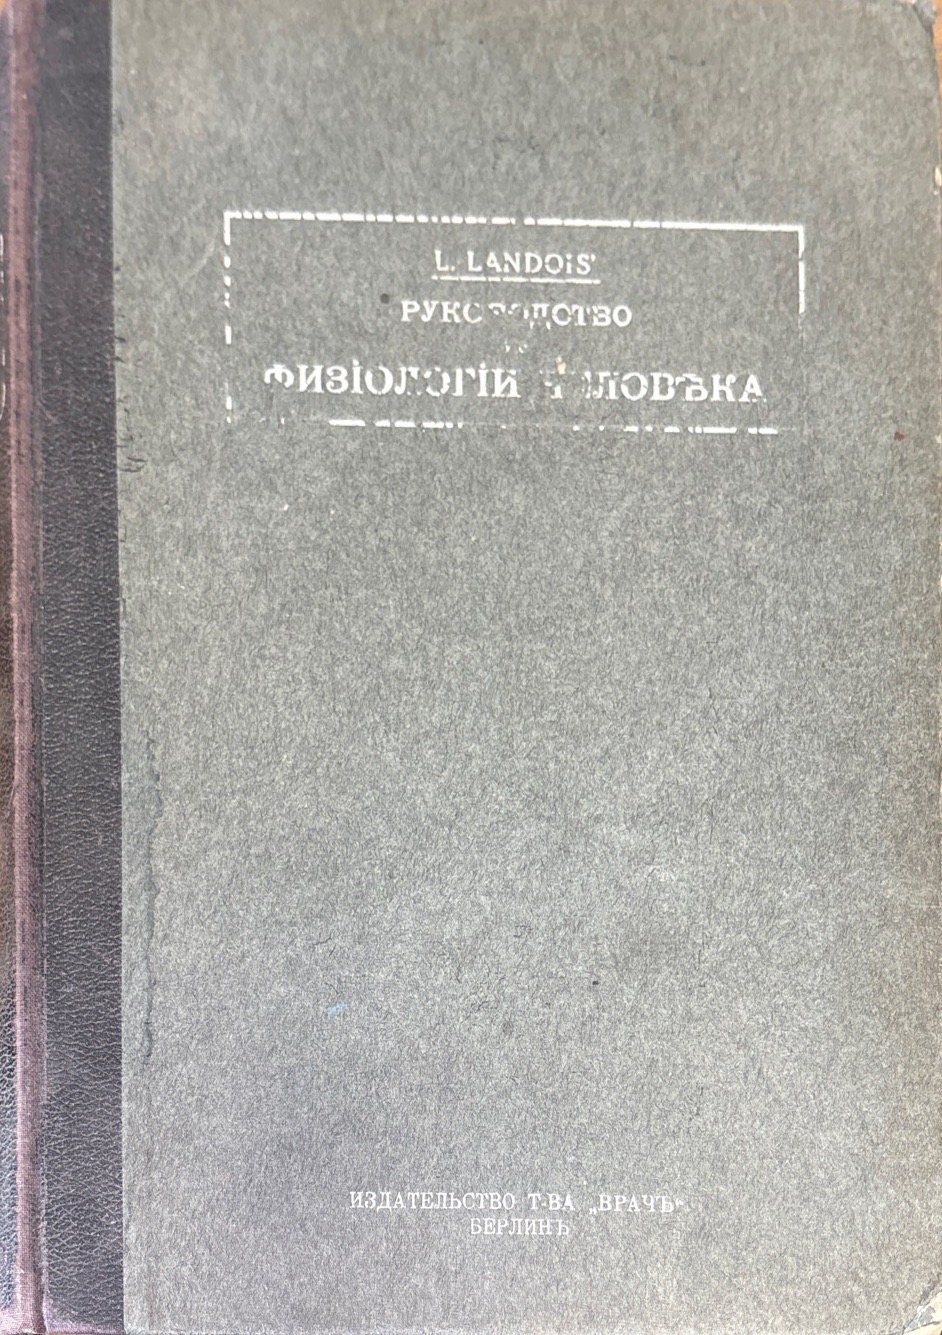 L. LANDOIS'
РУКОВОДСТВО
ФИЗІОЛОГІИ ЧЕЛОВѢКА
ИЗДАТЕЛЬСТВО Т-ВА „ВРАЧЪ“
БЕРЛИНЪ